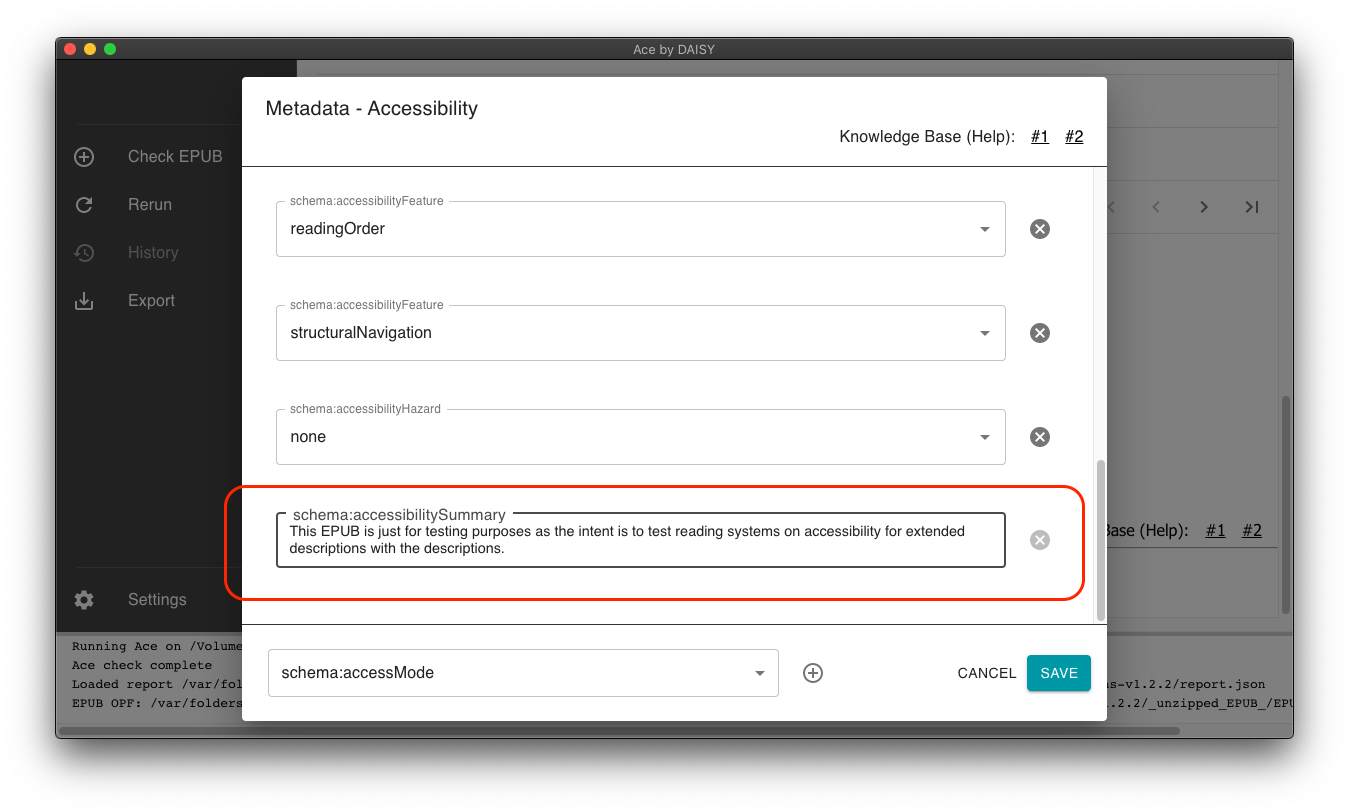 Ace by DAISY
Metadata - Accessibility
Knowledge Base (Help): #1 #2
Check EPUB
Rerun
History
Export
Settings
schema:accessibilityFeature
readingOrder
schema:accessibilityFeature
structuralNavigation
schema:accessibilityHazard
none
schema:accessibilitySummary
This EPUB is just for testing purposes as the intent is to test reading systems on accessibility for extended
descriptions with the descriptions.
(Help): #1 #2
schema:accessMode
CANCEL
SAVE
Running Ace on /Volume
Ace check complete
Loaded report /var/fol
s-v1.2.2/report.json
EPUB OPF: /var/folders
.2.2/_unzipped_EPUB_/EPU